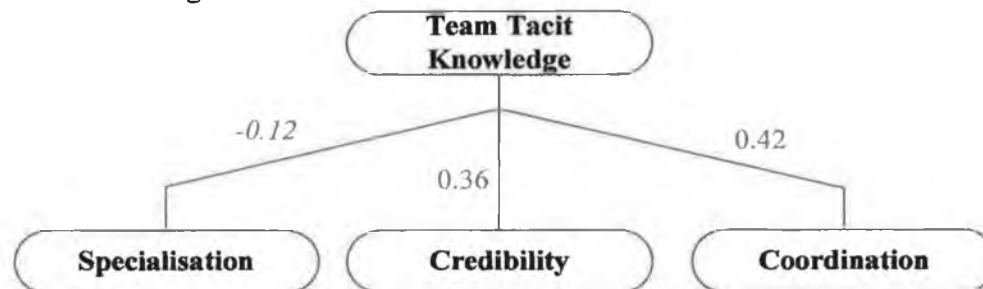 Team Tacit
Knowledge
-0.12
0.42
0.36
Specialisation
Credibility
Coordination